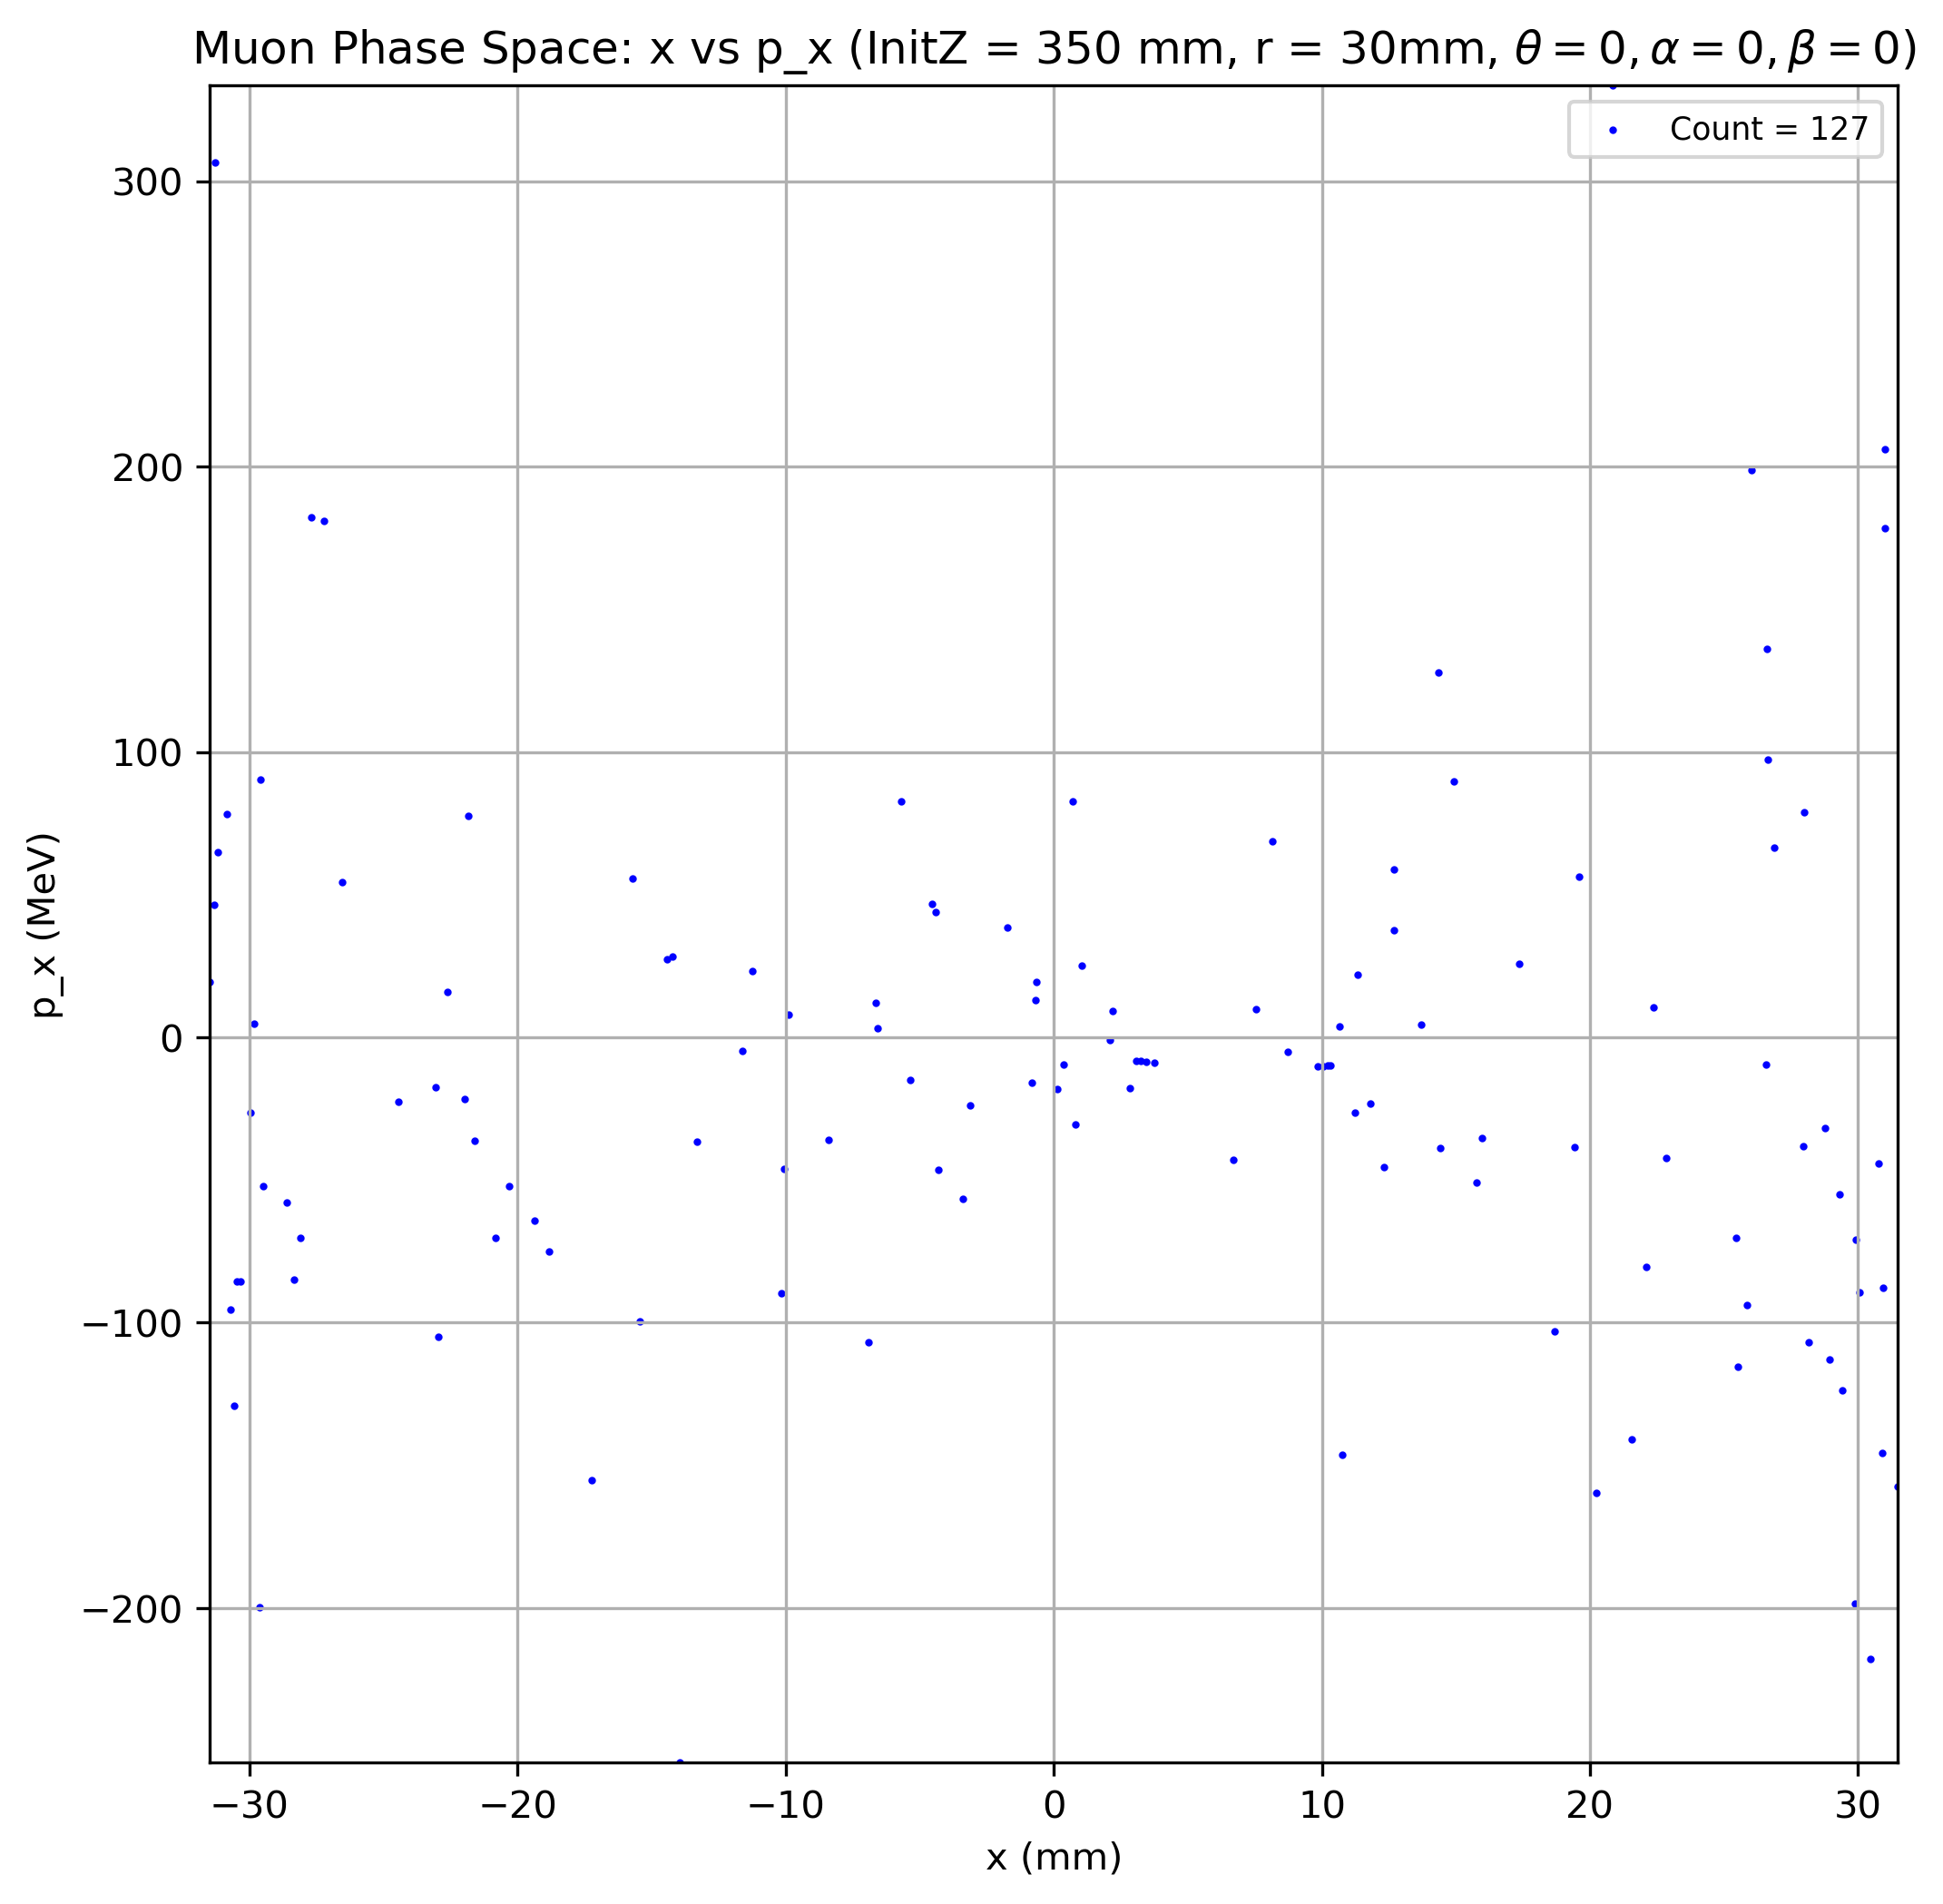 Muon Phase Space: x vs p_x (InitZ = 350 mm, r = 30mm, θ = 0, α = 0, β = 0)
Count = 127
300
200
100
0
−100
−200
p_x (MeV)
−30 −20 −10 0 10 20 30
x (mm)